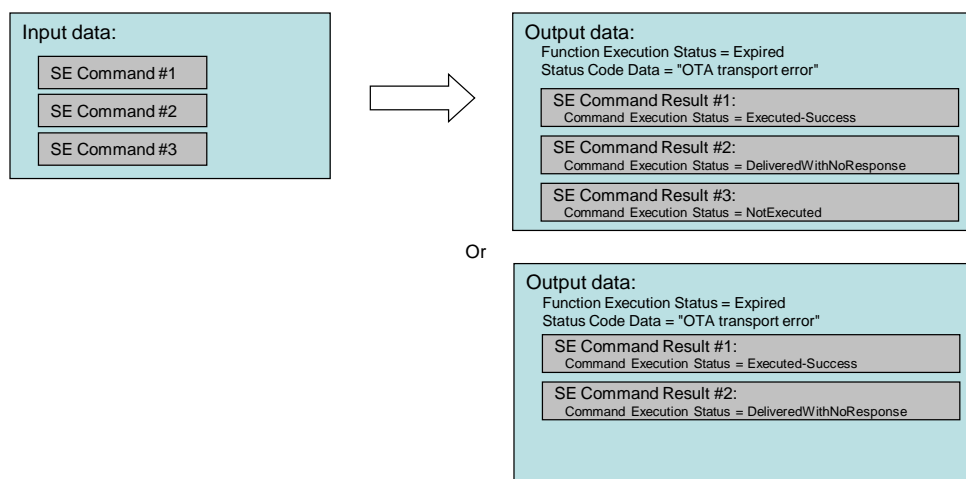 Input data:
SE Command #1
SE Command #2
SE Command #3
Output data:
Function Execution Status = Expired
Status Code Data = "OTA transport error"
SE Command Result #1:
Command Execution Status = Executed-Success
SE Command Result #2:
Command Execution Status = DeliveredWithNoResponse
SE Command Result #3:
Command Execution Status = NotExecuted
Or
Output data:
Function Execution Status = Expired
Status Code Data = "OTA transport error"
SE Command Result #1:
Command Execution Status = Executed-Success
SE Command Result #2:
Command Execution Status = DeliveredWithNoResponse